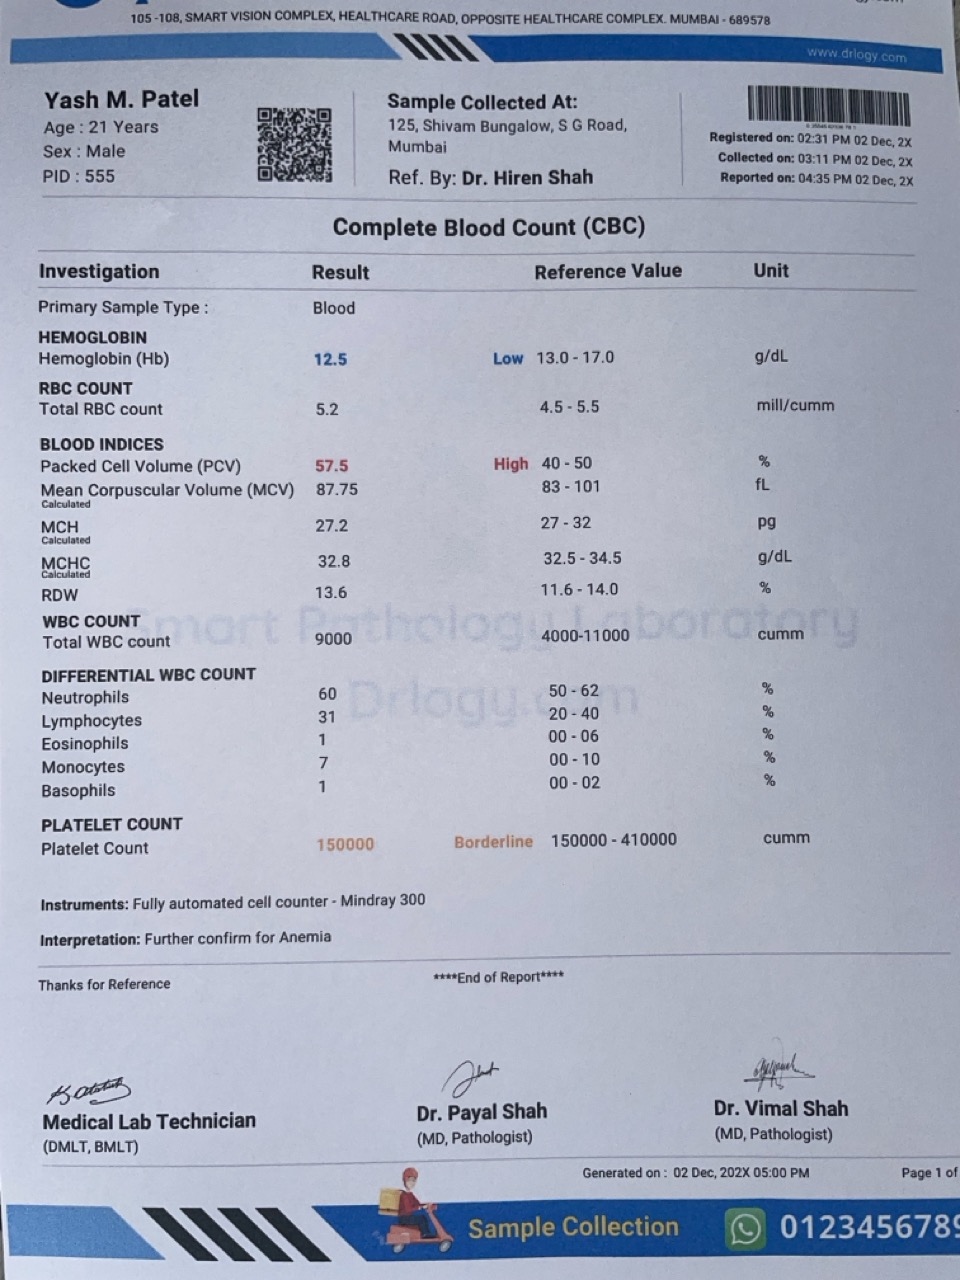 105 -108, SMART VISION COMPLEX, HEALTHCARE ROAD, OPPOSITE HEALTHCARE COMPLEX. MUMBAI - 689578
www.drlogy.com
Yash M. Patel
Age : 21 Years
Sex : Male
PID : 555
Sample Collected At:
125, Shivam Bungalow, S G Road,
Mumbai
Ref. By: Dr. Hiren Shah
Registered on: 02:31 PM 02 Dec, 2X
Collected on: 03:11 PM 02 Dec, 2X
Reported on: 04:35 PM 02 Dec, 2X
Complete Blood Count (CBC)
Investigation Result Reference Value Unit
Primary Sample Type : Blood
HEMOGLOBIN
Hemoglobin (Hb) 12.5 Low 13.0 - 17.0 g/dL
RBC COUNT
Total RBC count 5.2 4.5 - 5.5 mill/cumm
BLOOD INDICES
Packed Cell Volume (PCV) 57.5 High 40 - 50 %
Mean Corpuscular Volume (MCV) 87.75 83 - 101 fL
Calculated
MCH 27.2 27 - 32 pg
Calculated
MCHC 32.8 32.5 - 34.5 g/dL
Calculated
RDW 13.6 11.6 - 14.0 %
Smart Pathology Laboratory
WBC COUNT
Total WBC count 9000 4000-11000 cumm
DIFFERENTIAL WBC COUNT
Neutrophils 60 50 - 62 %
Drlogy.com
Lymphocytes 31 20 - 40 %
Eosinophils 1 00 - 06 %
Monocytes 7 00 - 10 %
Basophils 1 00 - 02 %
PLATELET COUNT
Platelet Count 150000 Borderline 150000 - 410000 cumm
Instruments: Fully automated cell counter - Mindray 300
Interpretation: Further confirm for Anemia
Thanks for Reference ****End of Report****
Medical Lab Technician
(DMLT, BMLT)
Dr. Payal Shah
(MD, Pathologist)
Dr. Vimal Shah
(MD, Pathologist)
Generated on : 02 Dec, 202X 05:00 PM Page 1 of
Sample Collection 0123456789